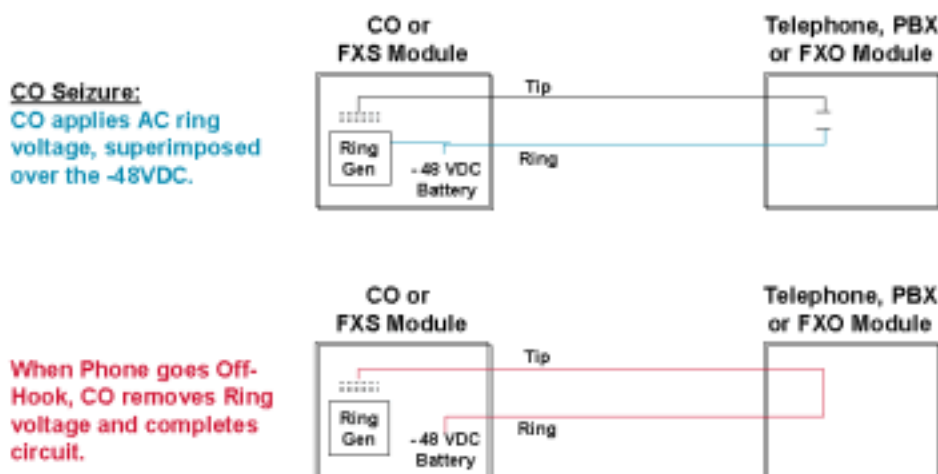 CO or
FXS Module
Telephone, PBX
or FXO Module
CO Seizure:
CO applies AC ring
voltage, superimposed
over the -48VDC.
Tip
Ring
Gen
- 48 VDC
Battery
Ring
CO or
FXS Module
Telephone, PBX
or FXO Module
When Phone goes Off-
Hook, CO removes Ring
voltage and completes
circuit.
Tip
Ring
Gen
- 48 VDC
Battery
Ring